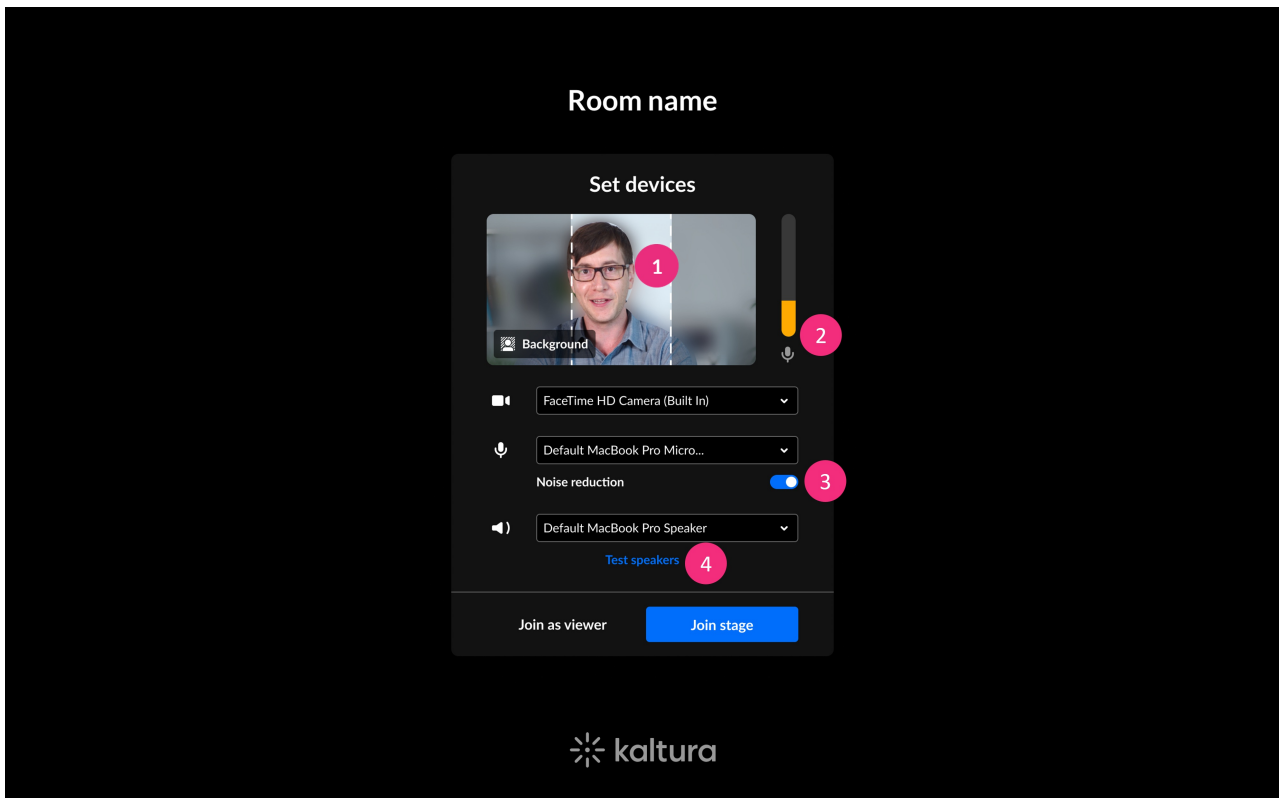 Room name
Set devices
1
2
Background
FaceTime HD Camera (Built In)
Default MacBook Pro Micro...
Noise reduction
3
Default MacBook Pro Speaker
Test speakers
4
Join as viewer
Join stage
kaltura